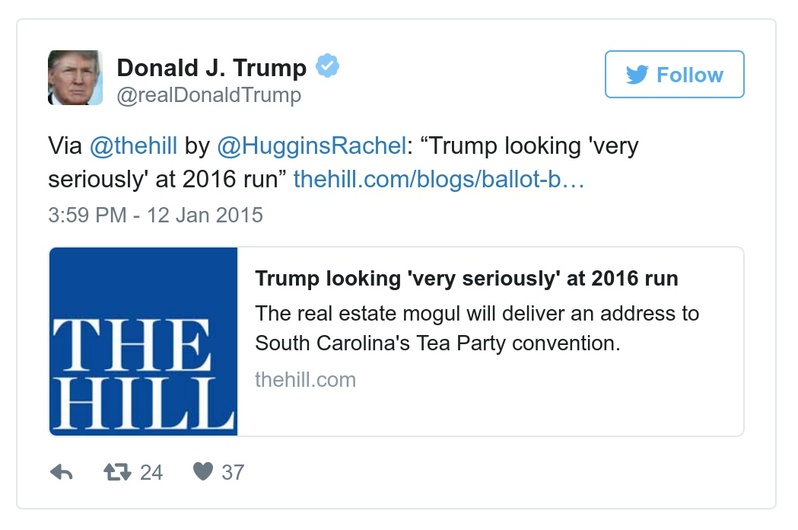 Donald J. Trump
@realDonaldTrump
Follow
Via @thehill by @HugginsRachel: “Trump looking 'very
seriously' at 2016 run” thehill.com/blogs/ballot-b…
3:59 PM - 12 Jan 2015
THE
HILL
Trump looking 'very seriously' at 2016 run
The real estate mogul will deliver an address to
South Carolina's Tea Party convention.
thehill.com
24
37